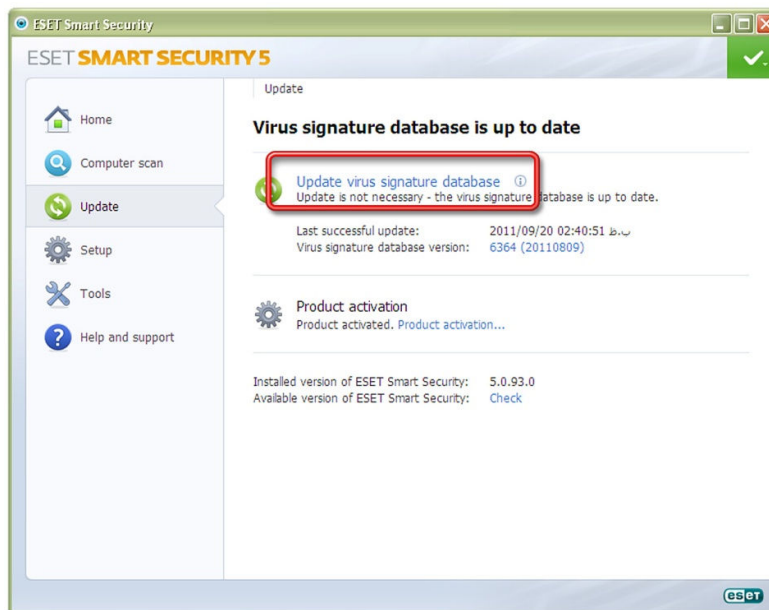 ESET Smart Security
ESET SMART SECURITY 5
Home
Computer scan
Update
Setup
Tools
Help and support
Update
Virus signature database is up to date
Update virus signature database
Update is not necessary - the virus signature database is up to date.
Last successful update: 2011/09/20 02:40:51 ب.ظ
Virus signature database version: 6364 (20110809)
Product activation
Product activated. Product activation...
Installed version of ESET Smart Security: 5.0.93.0
Available version of ESET Smart Security: Check
eset